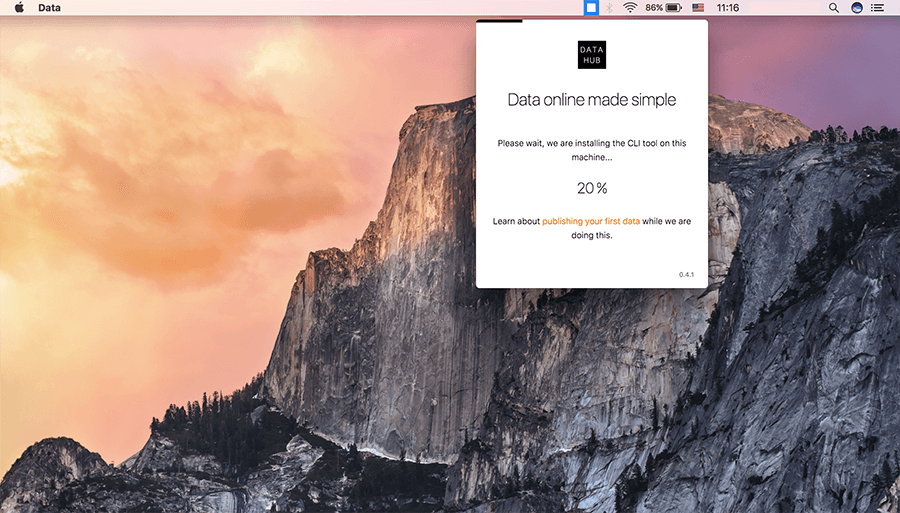 Data
86%
11:16
DATA
HUB
Data online made simple
Please wait, we are installing the CLI tool on this
machine...
20 %
Learn about publishing your first data while we are
doing this.
0.4.1